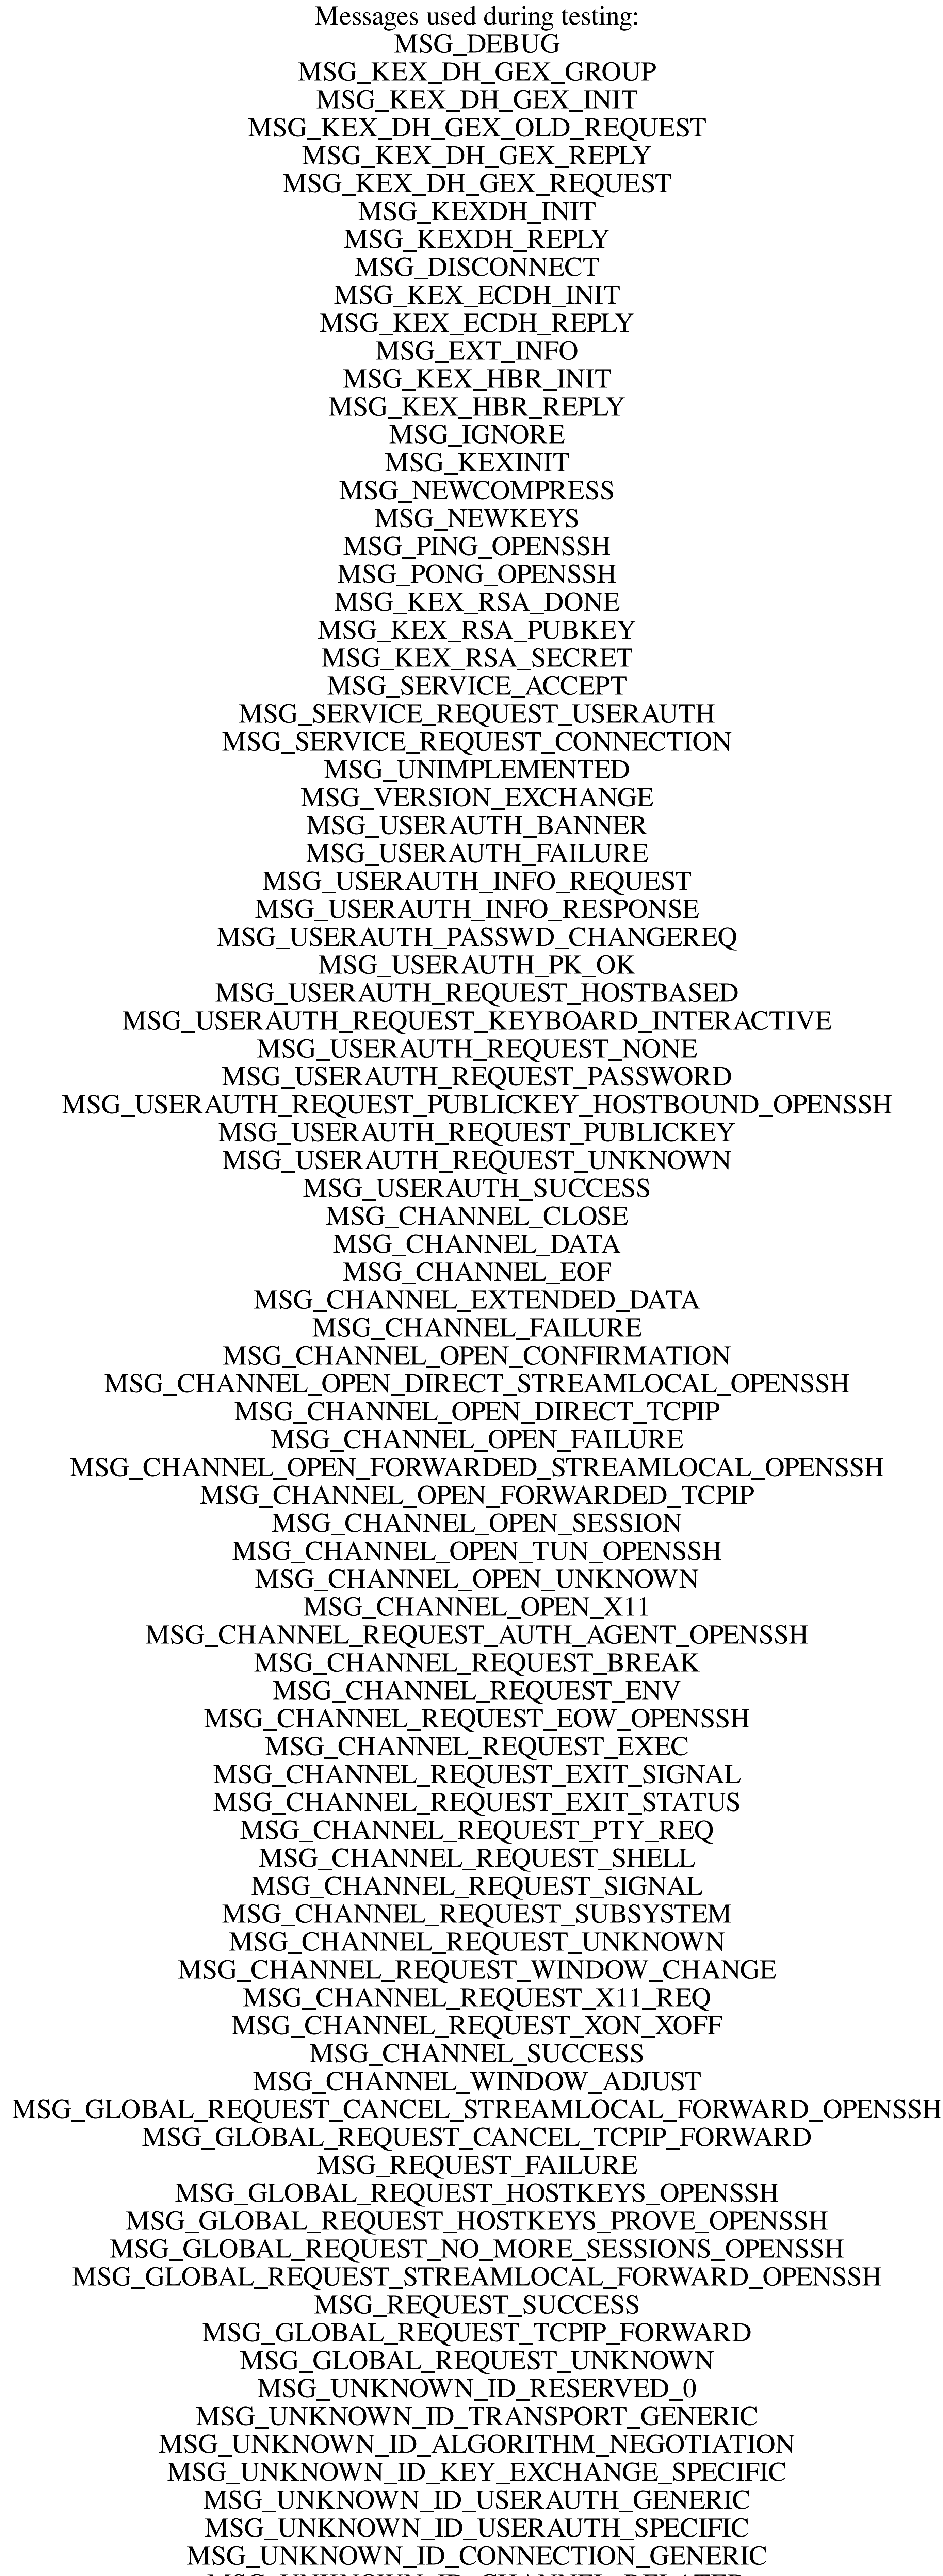 Messages used during testing:
MSG_DEBUG
MSG_KEX_DH_GEX_GROUP
MSG_KEX_DH_GEX_INIT
MSG_KEX_DH_GEX_OLD_REQUEST
MSG_KEX_DH_GEX_REPLY
MSG_KEX_DH_GEX_REQUEST
MSG_KEXDH_INIT
MSG_KEXDH_REPLY
MSG_DISCONNECT
MSG_KEX_ECDH_INIT
MSG_KEX_ECDH_REPLY
MSG_EXT_INFO
MSG_KEX_HBR_INIT
MSG_KEX_HBR_REPLY
MSG_IGNORE
MSG_KEXINIT
MSG_NEWCOMPRESS
MSG_NEWKEYS
MSG_PING_OPENSSH
MSG_PONG_OPENSSH
MSG_KEX_RSA_DONE
MSG_KEX_RSA_PUBKEY
MSG_KEX_RSA_SECRET
MSG_SERVICE_ACCEPT
MSG_SERVICE_REQUEST_USERAUTH
MSG_SERVICE_REQUEST_CONNECTION
MSG_UNIMPLEMENTED
MSG_VERSION_EXCHANGE
MSG_USERAUTH_BANNER
MSG_USERAUTH_FAILURE
MSG_USERAUTH_INFO_REQUEST
MSG_USERAUTH_INFO_RESPONSE
MSG_USERAUTH_PASSWD_CHANGEREQ
MSG_USERAUTH_PK_OK
MSG_USERAUTH_REQUEST_HOSTBASED
MSG_USERAUTH_REQUEST_KEYBOARD_INTERACTIVE
MSG_USERAUTH_REQUEST_NONE
MSG_USERAUTH_REQUEST_PASSWORD
MSG_USERAUTH_REQUEST_PUBLICKEY_HOSTBOUND_OPENSSH
MSG_USERAUTH_REQUEST_PUBLICKEY
MSG_USERAUTH_REQUEST_UNKNOWN
MSG_USERAUTH_SUCCESS
MSG_CHANNEL_CLOSE
MSG_CHANNEL_DATA
MSG_CHANNEL_EOF
MSG_CHANNEL_EXTENDED_DATA
MSG_CHANNEL_FAILURE
MSG_CHANNEL_OPEN_CONFIRMATION
MSG_CHANNEL_OPEN_DIRECT_STREAMLOCAL_OPENSSH
MSG_CHANNEL_OPEN_DIRECT_TCPIP
MSG_CHANNEL_OPEN_FAILURE
MSG_CHANNEL_OPEN_FORWARDED_STREAMLOCAL_OPENSSH
MSG_CHANNEL_OPEN_FORWARDED_TCPIP
MSG_CHANNEL_OPEN_SESSION
MSG_CHANNEL_OPEN_TUN_OPENSSH
MSG_CHANNEL_OPEN_UNKNOWN
MSG_CHANNEL_OPEN_X11
MSG_CHANNEL_REQUEST_AUTH_AGENT_OPENSSH
MSG_CHANNEL_REQUEST_BREAK
MSG_CHANNEL_REQUEST_ENV
MSG_CHANNEL_REQUEST_EOW_OPENSSH
MSG_CHANNEL_REQUEST_EXEC
MSG_CHANNEL_REQUEST_EXIT_SIGNAL
MSG_CHANNEL_REQUEST_EXIT_STATUS
MSG_CHANNEL_REQUEST_PTY_REQ
MSG_CHANNEL_REQUEST_SHELL
MSG_CHANNEL_REQUEST_SIGNAL
MSG_CHANNEL_REQUEST_SUBSYSTEM
MSG_CHANNEL_REQUEST_UNKNOWN
MSG_CHANNEL_REQUEST_WINDOW_CHANGE
MSG_CHANNEL_REQUEST_X11_REQ
MSG_CHANNEL_REQUEST_XON_XOFF
MSG_CHANNEL_SUCCESS
MSG_CHANNEL_WINDOW_ADJUST
MSG_GLOBAL_REQUEST_CANCEL_STREAMLOCAL_FORWARD_OPENSSH
MSG_GLOBAL_REQUEST_CANCEL_TCPIP_FORWARD
MSG_REQUEST_FAILURE
MSG_GLOBAL_REQUEST_HOSTKEYS_OPENSSH
MSG_GLOBAL_REQUEST_HOSTKEYS_PROVE_OPENSSH
MSG_GLOBAL_REQUEST_NO_MORE_SESSIONS_OPENSSH
MSG_GLOBAL_REQUEST_STREAMLOCAL_FORWARD_OPENSSH
MSG_REQUEST_SUCCESS
MSG_GLOBAL_REQUEST_TCPIP_FORWARD
MSG_GLOBAL_REQUEST_UNKNOWN
MSG_UNKNOWN_ID_RESERVED_0
MSG_UNKNOWN_ID_TRANSPORT_GENERIC
MSG_UNKNOWN_ID_ALGORITHM_NEGOTIATION
MSG_UNKNOWN_ID_KEY_EXCHANGE_SPECIFIC
MSG_UNKNOWN_ID_USERAUTH_GENERIC
MSG_UNKNOWN_ID_USERAUTH_SPECIFIC
MSG_UNKNOWN_ID_CONNECTION_GENERIC